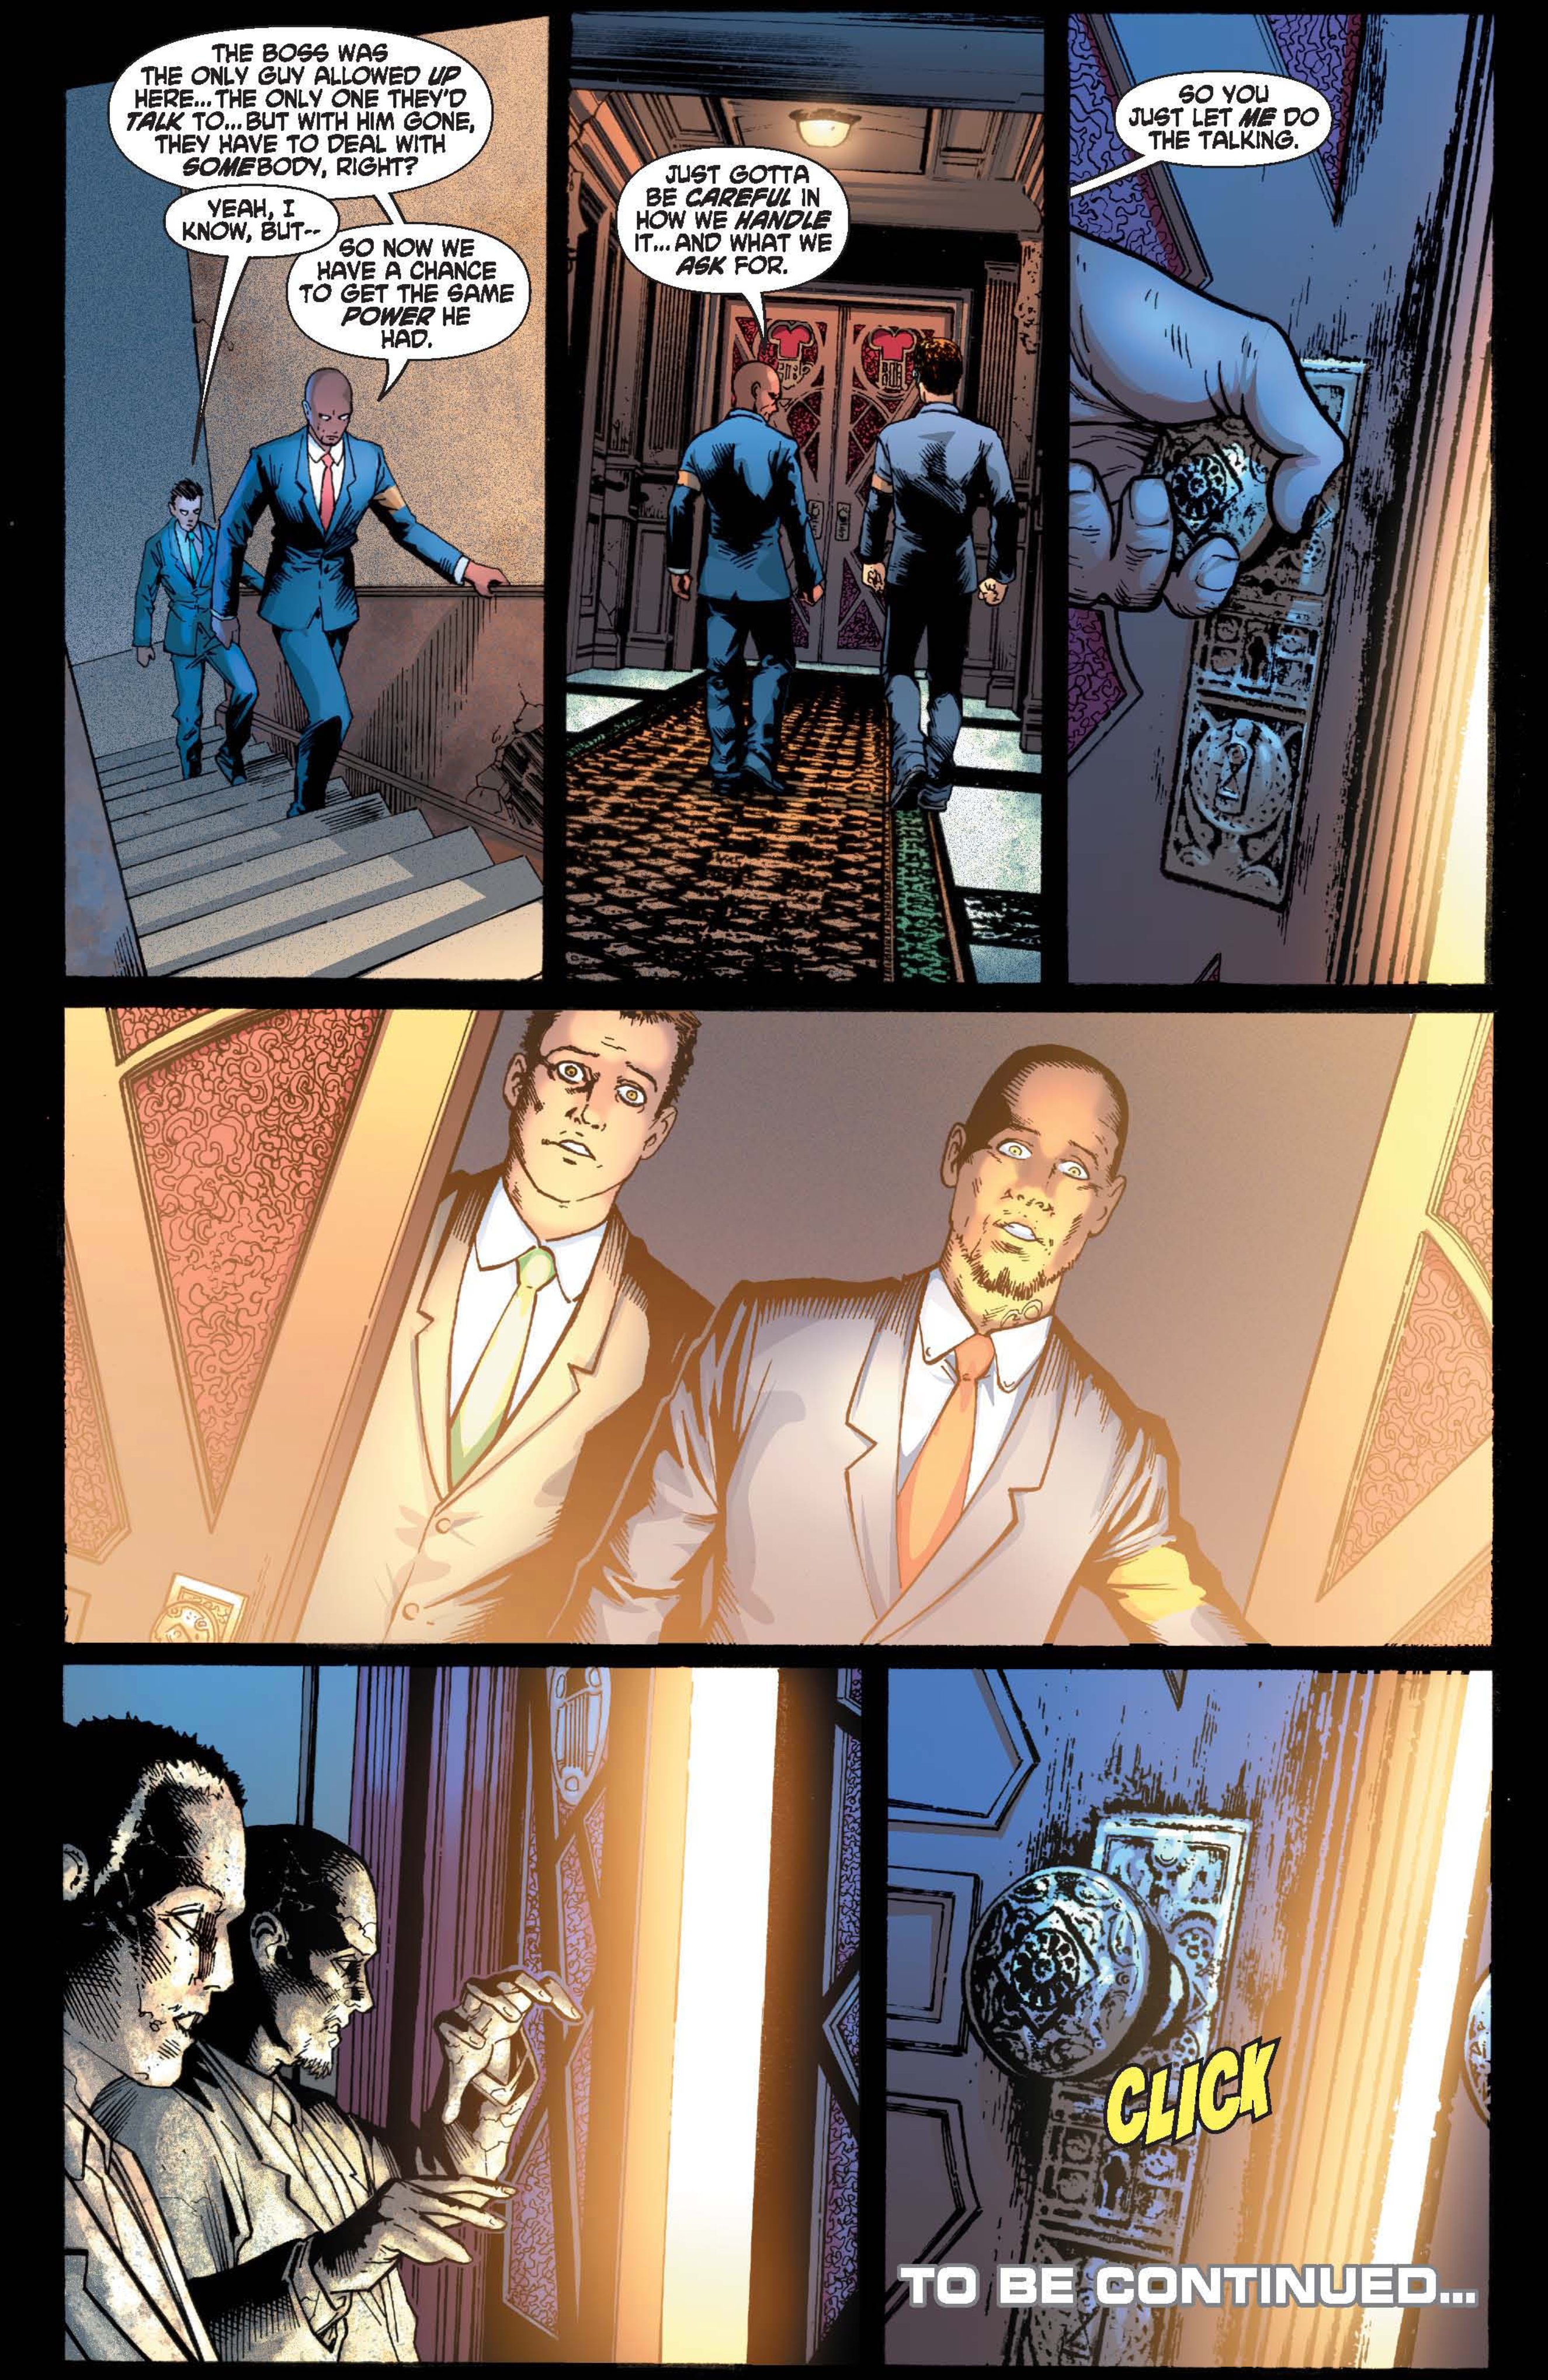 THE BOSS WAS
THE ONLY GUY ALLOWED UP
HERE...THE ONLY ONE THEY'D
TALK TO...BUT WITH HIM GONE,
THEY HAVE TO DEAL WITH
SOMEBODY, RIGHT?
YEAH, I
KNOW, BUT--
SO NOW WE
HAVE A CHANCE
TO GET THE SAME
POWER HE
HAD.
JUST GOTTA
BE CAREFUL IN
HOW WE HANDLE
IT...AND WHAT WE
ASK FOR.
SO YOU
JUST LET ME DO
THE TALKING.
CLICK
TO BE CONTINUED...